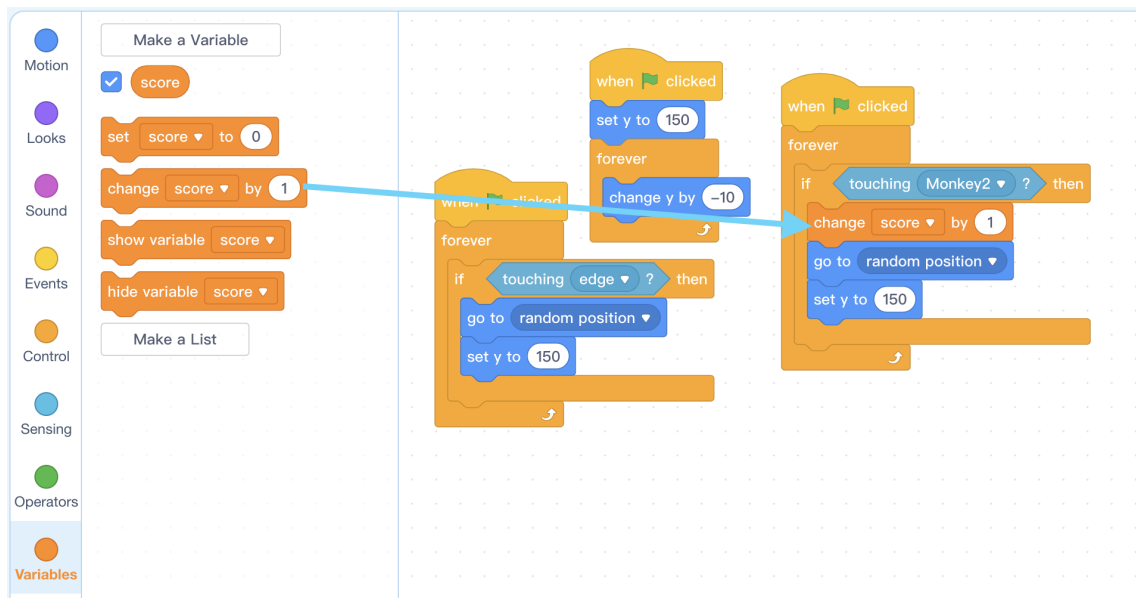 Motion
Looks
Sound
Events
Control
Sensing
Operators
Variables
Make a Variable
score
set score to 0
change score by 1
show variable score
hide variable score
Make a List
when clicked
forever
if touching edge ? then
go to random position
set y to 150
when clicked
set y to 150
forever
change y by −10
when clicked
forever
if touching Monkey2 ? then
change score by 1
go to random position
set y to 150